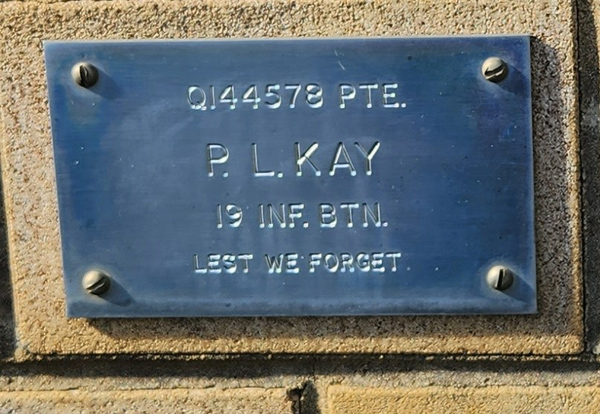 Q144578 PTE.
P. L. KAY
19 INF. BTN.
LEST WE FORGET.